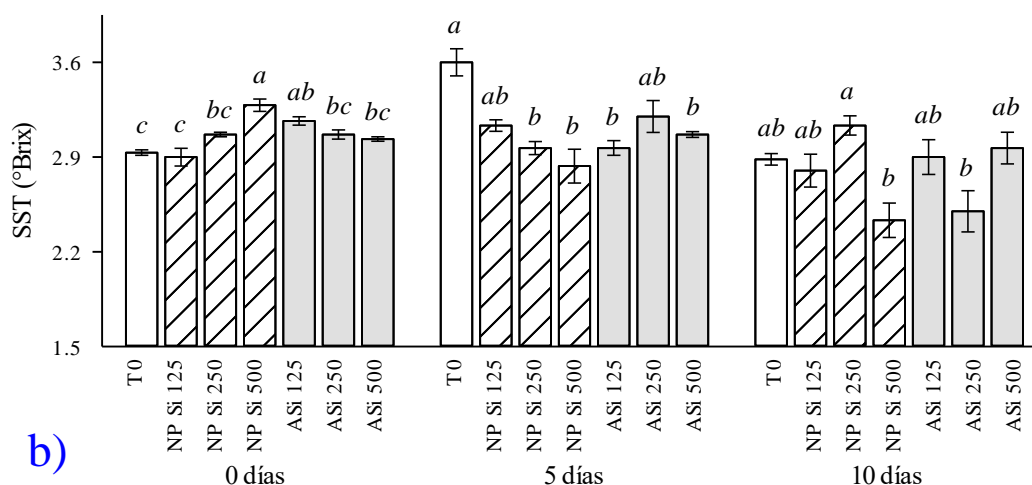 a
3.6
a
ab
bc
bc
bc
c
c
ab
ab
b
b
ab
b
a
ab
ab
ab
ab
b
b
2.9
2.2
1.5
SST (°Brix)
T0
NP Si 125
NP Si 250
NP Si 500
ASi 125
ASi 250
ASi 500
T0
NP Si 125
NP Si 250
NP Si 500
ASi 125
ASi 250
ASi 500
T0
NP Si 125
NP Si 250
NP Si 500
ASi 125
ASi 250
ASi 500
b)
0 días
5 días
10 días